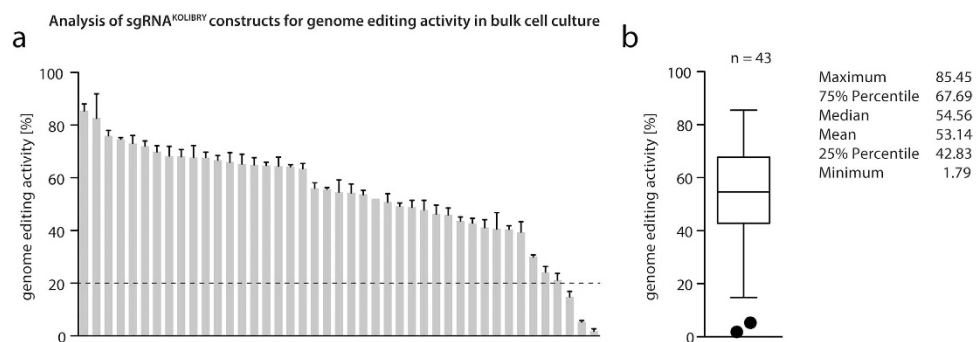 Analysis of sgRNAᴷᴼᴸᴵᴮᴿʸ constructs for genome editing activity in bulk cell culture
a
genome editing activity [%]
100
80
60
40
20
0
b
n = 43
genome editing activity [%]
100
80
60
40
20
0
Maximum 85.45
75% Percentile 67.69
Median 54.56
Mean 53.14
25% Percentile 42.83
Minimum 1.79